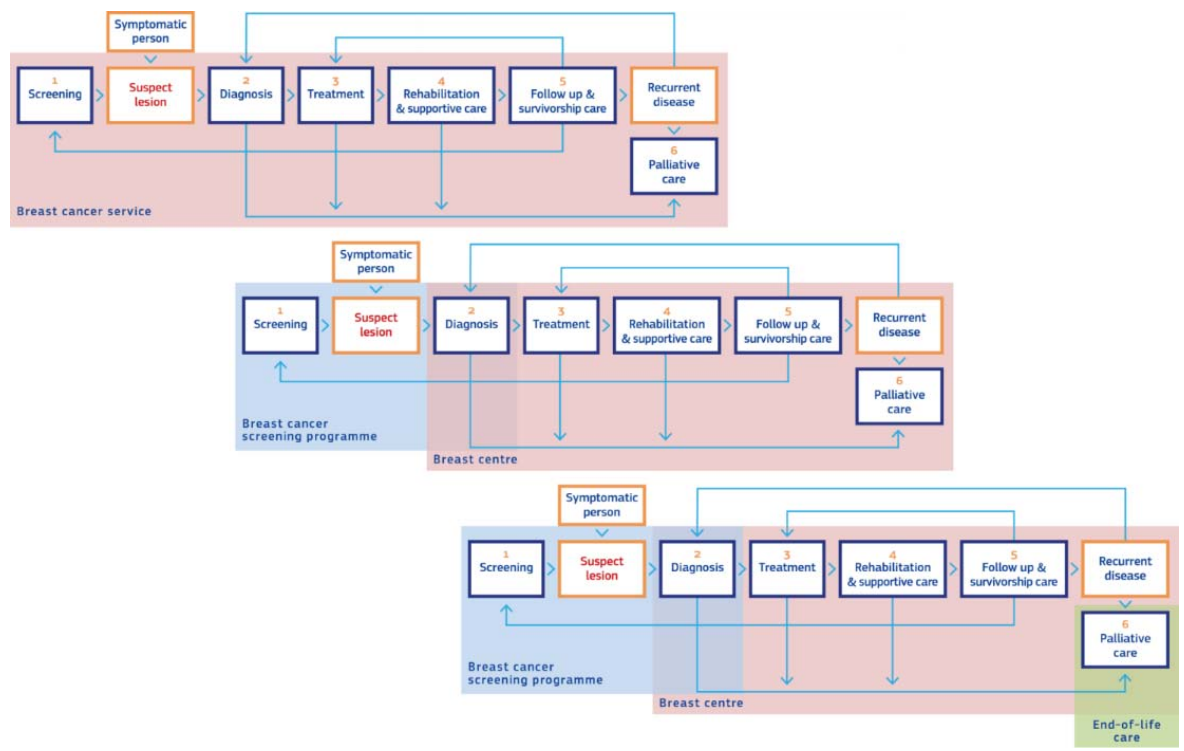 Symptomatic
person
1
Screening
Suspect
lesion
2
Diagnosis
3
Treatment
4
Rehabilitation
& supportive care
5
Follow up &
survivorship care
Recurrent
disease
6
Palliative
care
Breast cancer service
Symptomatic
person
1
Screening
Suspect
lesion
2
Diagnosis
3
Treatment
4
Rehabilitation
& supportive care
5
Follow up &
survivorship care
Recurrent
disease
6
Palliative
care
Breast cancer
screening programme
Breast centre
Symptomatic
person
1
Screening
Suspect
lesion
2
Diagnosis
3
Treatment
4
Rehabilitation
& supportive care
5
Follow up &
survivorship care
Recurrent
disease
6
Palliative
care
Breast cancer
screening programme
Breast centre
End-of-life
care